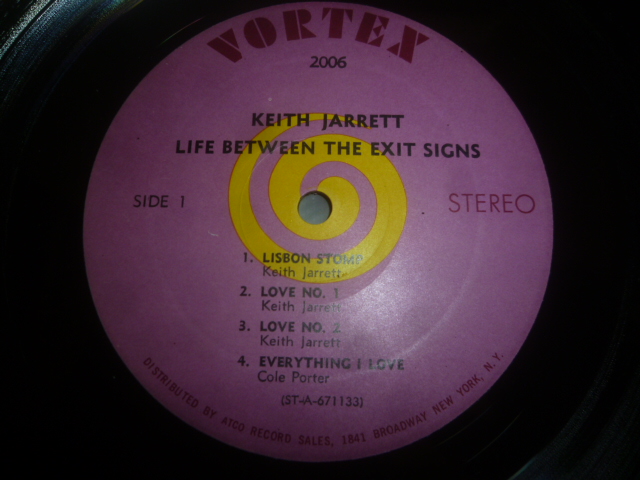 VORTEX
2006
KEITH JARRETT
LIFE BETWEEN THE EXIT SIGNS
SIDE 1
STEREO
1. LISBON STOMP
Keith Jarrett
2. LOVE NO. 1
Keith Jarrett
3. LOVE NO. 2
Keith Jarrett
4. EVERYTHING I LOVE
Cole Porter
(ST-A-671133)
DISTRIBUTED BY ATCO RECORD SALES, 1841 BROADWAY NEW YORK, N.Y.